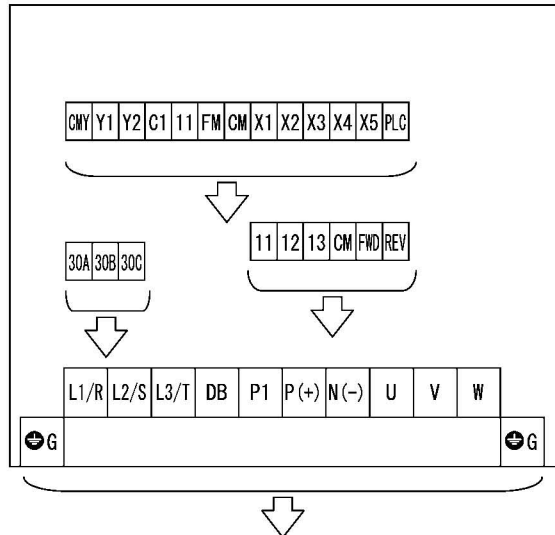 CMY Y1 Y2 C1 11 FM CM X1 X2 X3 X4 X5 PLC
11 12 13 CM FWD REV
30A 30B 30C
L1/R L2/S L3/T DB P1 P(+) N(-) U V W
G G